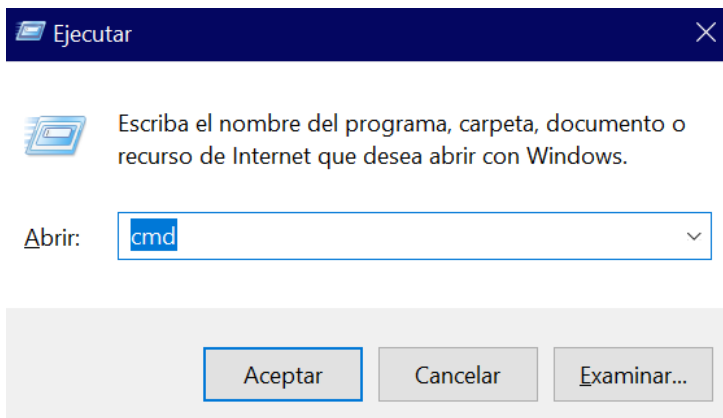 Ejecutar
Escriba el nombre del programa, carpeta, documento o
recurso de Internet que desea abrir con Windows.
Abrir: cmd
Aceptar Cancelar Examinar...